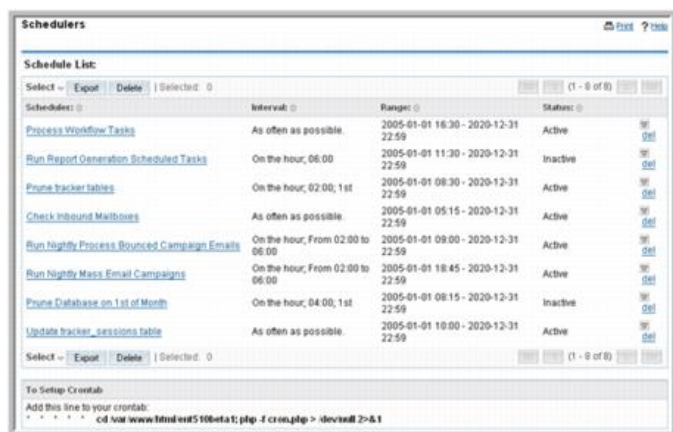 Schedulers
Print ? Help
Schedule List:
Select Export Delete | Selected: 0 (1 - 8 of 8)
Scheduler: Interval: Range: Status:
Process Workflow Tasks As often as possible. 2005-01-01 16:30 - 2020-12-31 22:59 Active del
Run Report Generation Scheduled Tasks On the hour; 06:00 2005-01-01 11:30 - 2020-12-31 22:59 Inactive del
Prune tracker tables On the hour; 02:00; 1st 2005-01-01 08:30 - 2020-12-31 22:59 Active del
Check Inbound Mailboxes As often as possible. 2005-01-01 05:15 - 2020-12-31 22:59 Active del
Run Nightly Process Bounced Campaign Emails On the hour; From 02:00 to 06:00 2005-01-01 09:00 - 2020-12-31 22:59 Active del
Run Nightly Mass Email Campaigns On the hour; From 02:00 to 06:00 2005-01-01 18:45 - 2020-12-31 22:59 Active del
Prune Database on 1st of Month On the hour; 04:00; 1st 2005-01-01 08:15 - 2020-12-31 22:59 Inactive del
Update tracker_sessions table As often as possible. 2005-01-01 10:00 - 2020-12-31 22:59 Active del
Select Export Delete | Selected: 0 (1 - 8 of 8)
To Setup Crontab
Add this line to your crontab:
* * * * * cd /var/www/html/ent510beta1; php -f cron.php > /dev/null 2>&1